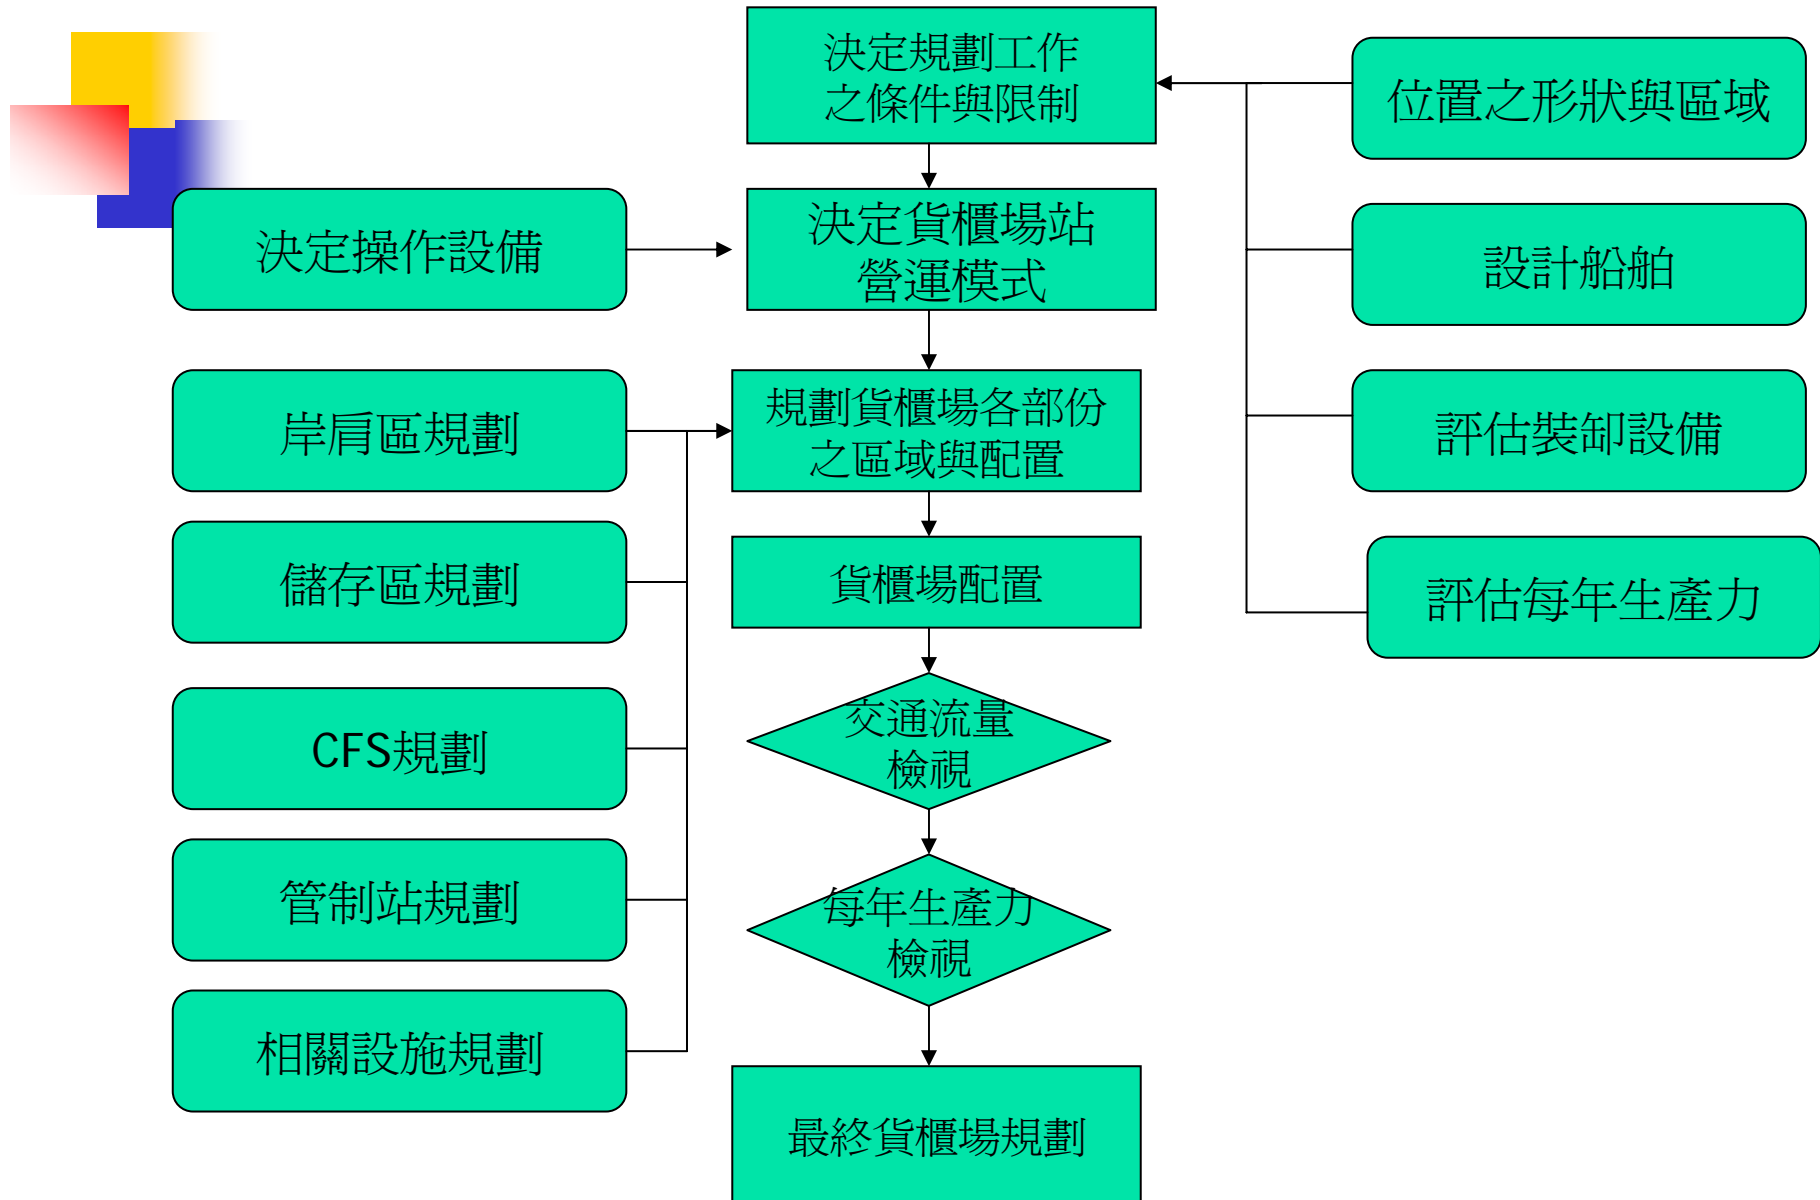 決定規劃工作
之條件與限制
位置之形狀與區域
決定操作設備
決定貨櫃場站
營運模式
設計船舶
岸肩區規劃
規劃貨櫃場各部份
之區域與配置
評估裝卸設備
儲存區規劃
貨櫃場配置
評估每年生產力
CFS規劃
交通流量
檢視
管制站規劃
每年生產力
檢視
相關設施規劃
最終貨櫃場規劃